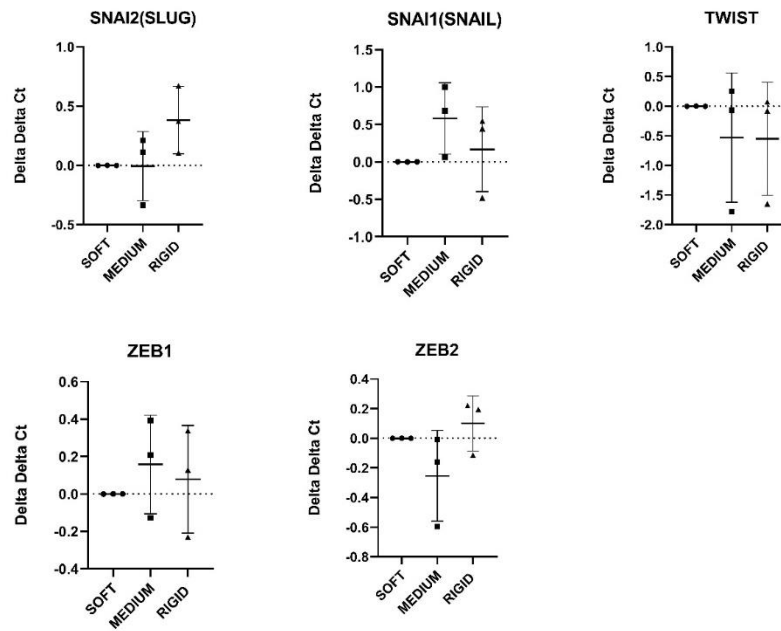 SNAI2(SLUG)
Delta Delta Ct
1.0
0.5
0.0
-0.5
SOFT
MEDIUM
RIGID
SNAI1(SNAIL)
Delta Delta Ct
1.5
1.0
0.5
0.0
-0.5
-1.0
SOFT
MEDIUM
RIGID
TWIST
Delta Delta Ct
1.0
0.5
0.0
-0.5
-1.0
-1.5
-2.0
SOFT
MEDIUM
RIGID
ZEB1
Delta Delta Ct
0.6
0.4
0.2
0.0
-0.2
-0.4
SOFT
MEDIUM
RIGID
ZEB2
Delta Delta Ct
0.4
0.2
0.0
-0.2
-0.4
-0.6
-0.8
SOFT
MEDIUM
RIGID